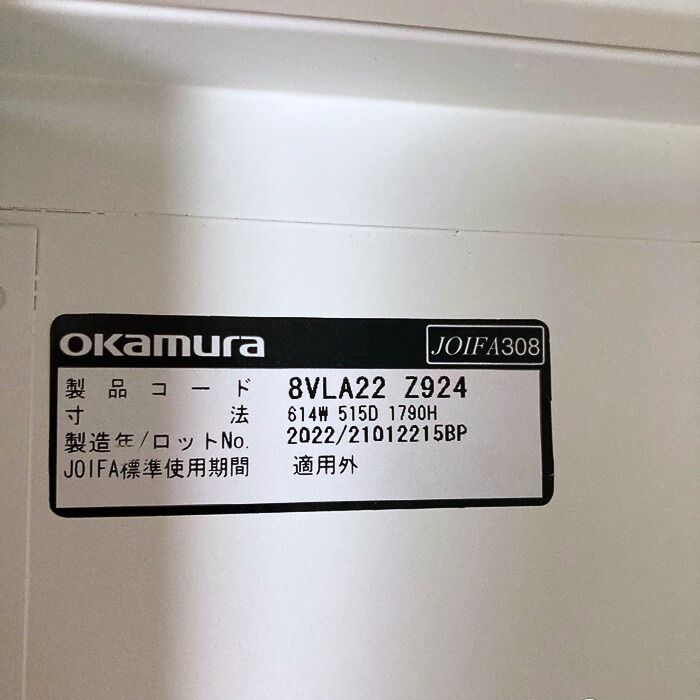 okamura
JOIFA308
製品コード 8VLA22 Z924
寸法 614W 515D 1790H
製造年/ロットNo. 2022/21012215BP
JOIFA標準使用期間 適用外